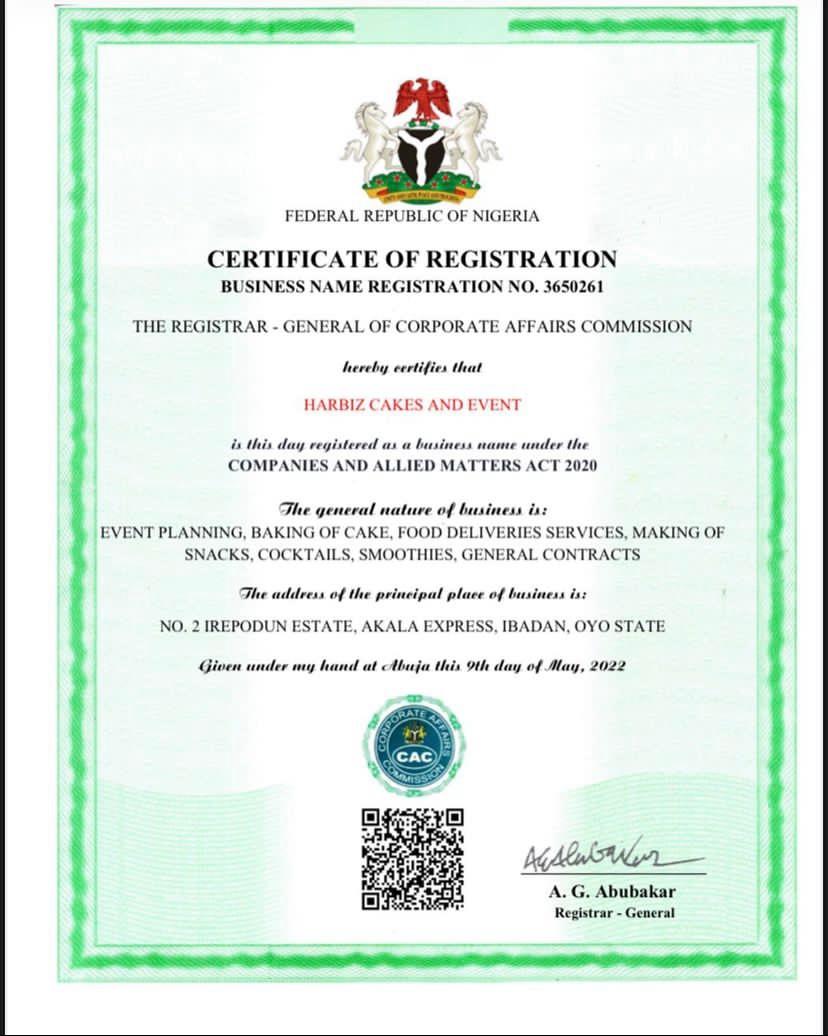 FEDERAL REPUBLIC OF NIGERIA
CERTIFICATE OF REGISTRATION
BUSINESS NAME REGISTRATION NO. 3650261
THE REGISTRAR - GENERAL OF CORPORATE AFFAIRS COMMISSION
hereby certifies that
HARBIZ CAKES AND EVENT
is this day registered as a business name under the
COMPANIES AND ALLIED MATTERS ACT 2020
The general nature of business is:
EVENT PLANNING, BAKING OF CAKE, FOOD DELIVERIES SERVICES, MAKING OF
SNACKS, COCKTAILS, SMOOTHIES, GENERAL CONTRACTS
The address of the principal place of business is:
NO. 2 IREPODUN ESTATE, AKALA EXPRESS, IBADAN, OYO STATE
Given under my hand at Abuja this 9th day of May, 2022
CORPORATE AFFAIRS
CAC
COMMISSION
A. G. Abubakar
Registrar - General